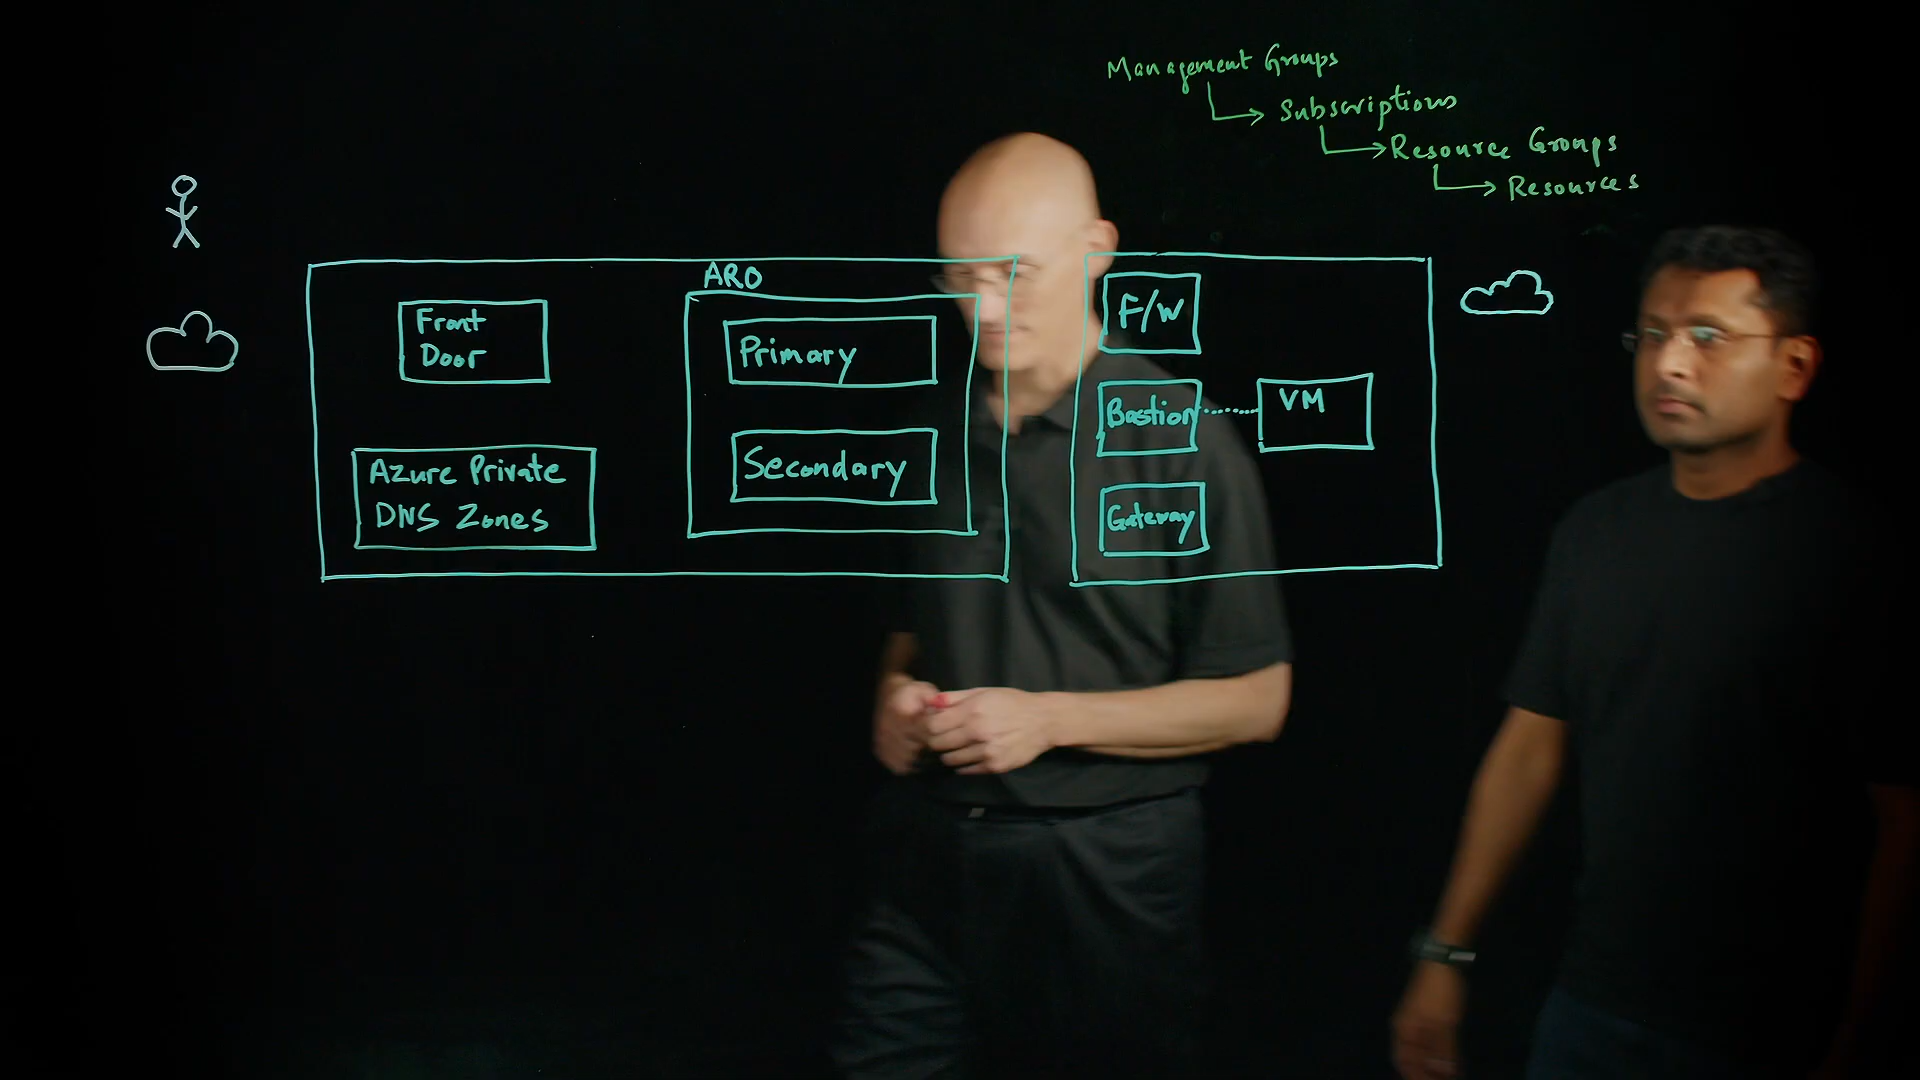 Management Groups
Subscriptions
Resource Groups
Resources
ARO
Front
Door
Primary
Azure Private
DNS Zones
Secondary
F/W
Bastion
VM
Gateway